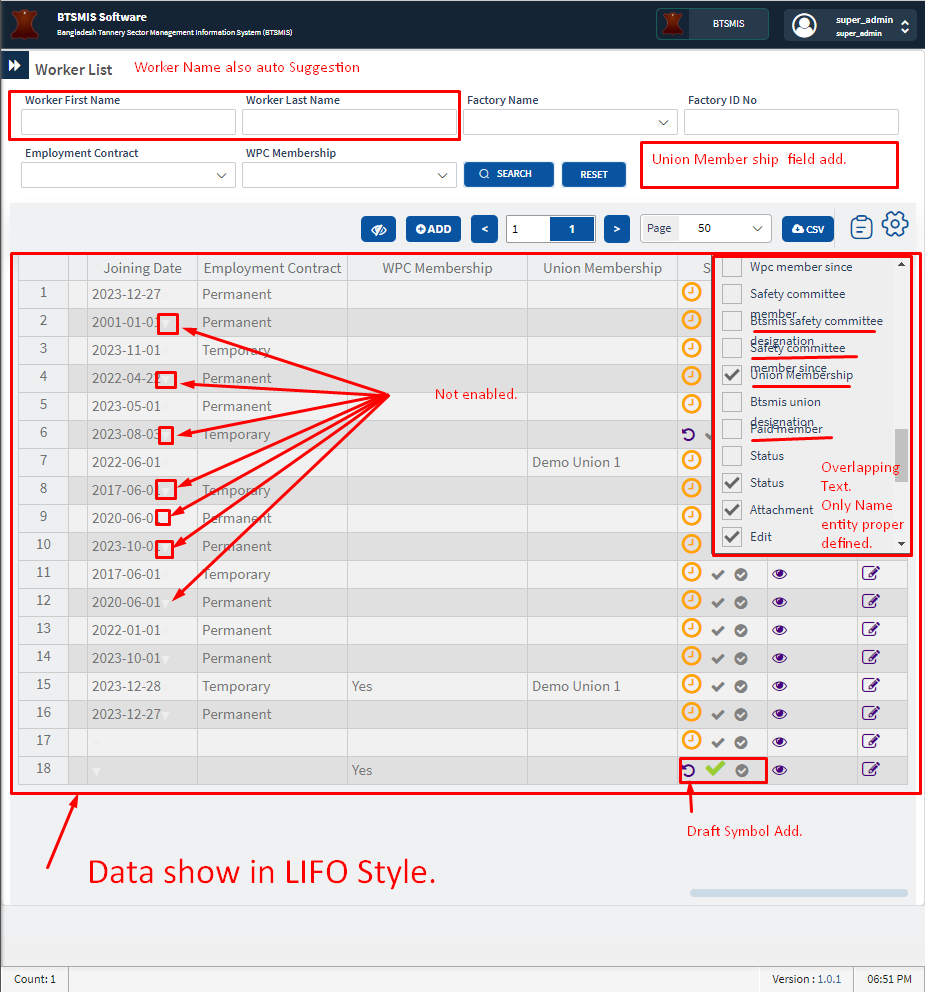 BTSMIS Software
Bangladesh Tannery Sector Management Information System (BTSMIS)
BTSMIS
super_admin
super_admin
Worker List
Worker Name also auto Suggestion
Worker First Name
Worker Last Name
Factory Name
Factory ID No
Employment Contract
WPC Membership
SEARCH
RESET
Union Member ship field add.
ADD
<
1
1
>
Page
50
CSV
Joining Date Employment Contract WPC Membership Union Membership S
1 2023-12-27 Permanent
2 2001-01-01 Permanent
3 2023-11-01 Temporary
4 2022-04-22 Permanent
5 2023-05-01 Permanent
6 2023-08-03 Temporary
7 2022-06-01 Demo Union 1
8 2017-06-01 Temporary
9 2020-06-0 Permanent
10 2023-10-01 Permanent
11 2017-06-01 Temporary
12 2020-06-01 Permanent
13 2022-01-01 Permanent
14 2023-10-01 Permanent
15 2023-12-28 Temporary Yes Demo Union 1
16 2023-12-27 Permanent
17
18 Yes
Not enabled.
Wpc member since
Safety committee
member
Btsmis safety committee
designation
Safety committee
member since
Union Membership
Btsmis union
designation
Paid member
Status
Status
Attachment
Edit
Overlapping
Text.
Only Name
entity proper
defined.
Draft Symbol Add.
Data show in LIFO Style.
Count: 1
Version : 1.0.1
06:51 PM